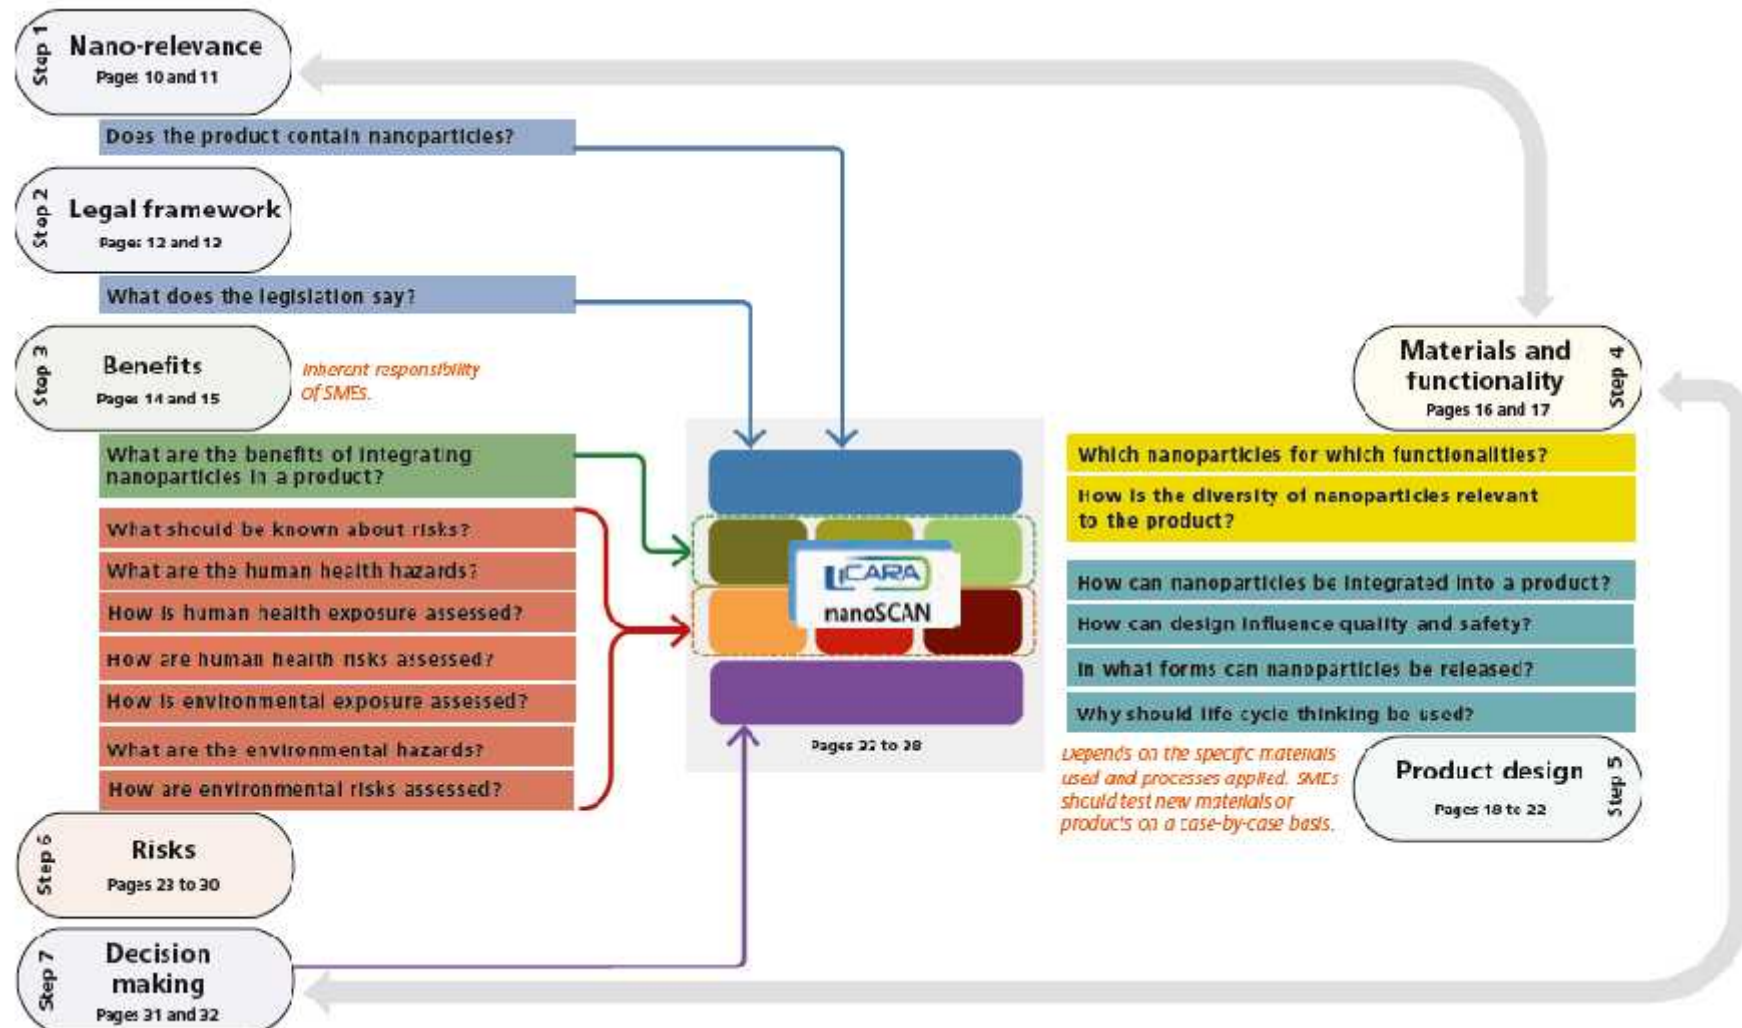 Step 1
Nano-relevance
Pages 10 and 11
Does the product contain nanoparticles?
Step 2
Legal framework
Pages 12 and 13
What does the legislation say?
Step 3
Benefits
Pages 14 and 15
Inherent responsibility
of SMEs.
What are the benefits of integrating
nanoparticles in a product?
What should be known about risks?
What are the human health hazards?
How is human health exposure assessed?
How are human health risks assessed?
How is environmental exposure assessed?
What are the environmental hazards?
How are environmental risks assessed?
Step 6
Risks
Pages 23 to 30
Step 7
Decision
making
Pages 31 and 32
LICARA
nanoSCAN
Pages to 38
Materials and
functionality
Pages 16 and 17
Step 4
Which nanoparticles for which functionalities?
How is the diversity of nanoparticles relevant
to the product?
How can nanoparticles be integrated into a product?
How can design influence quality and safety?
In what forms can nanoparticles be released?
Why should life cycle thinking be used?
Depends on the specific materials
used and processes applied. SMEs
should test new materials or
products on a case-by-case basis.
Product design
Pages 18 to 22
Step 5